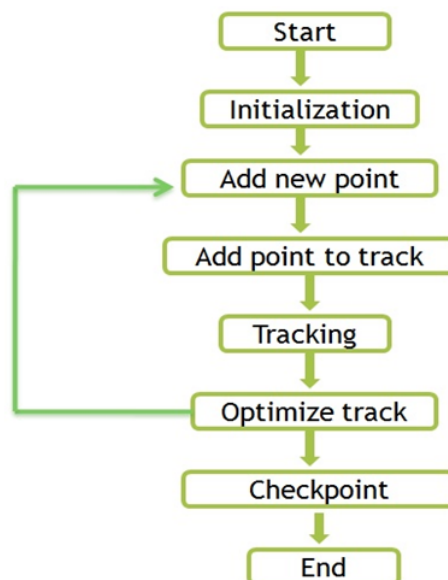 Start
Initialization
Add new point
Add point to track
Tracking
Optimize track
Checkpoint
End